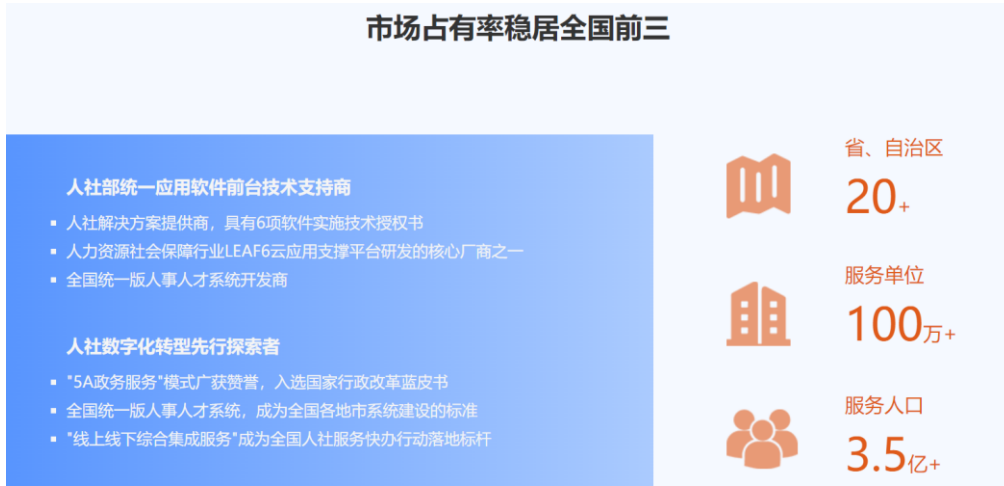 市场占有率稳居全国前三
人社部统一应用软件前台技术支持商
▪ 人社解决方案提供商，具有6项软件实施技术授权书
▪ 人力资源社会保障行业LEAF6云应用支撑平台研发的核心厂商之一
▪ 全国统一版人事人才系统开发商
人社数字化转型先行探索者
▪ "5A政务服务"模式广获赞誉，入选国家行政改革蓝皮书
▪ 全国统一版人事人才系统，成为全国各地市系统建设的标准
▪ "线上线下综合集成服务"成为全国人社服务快办行动落地标杆
省、自治区
20+
服务单位
100万+
服务人口
3.5亿+